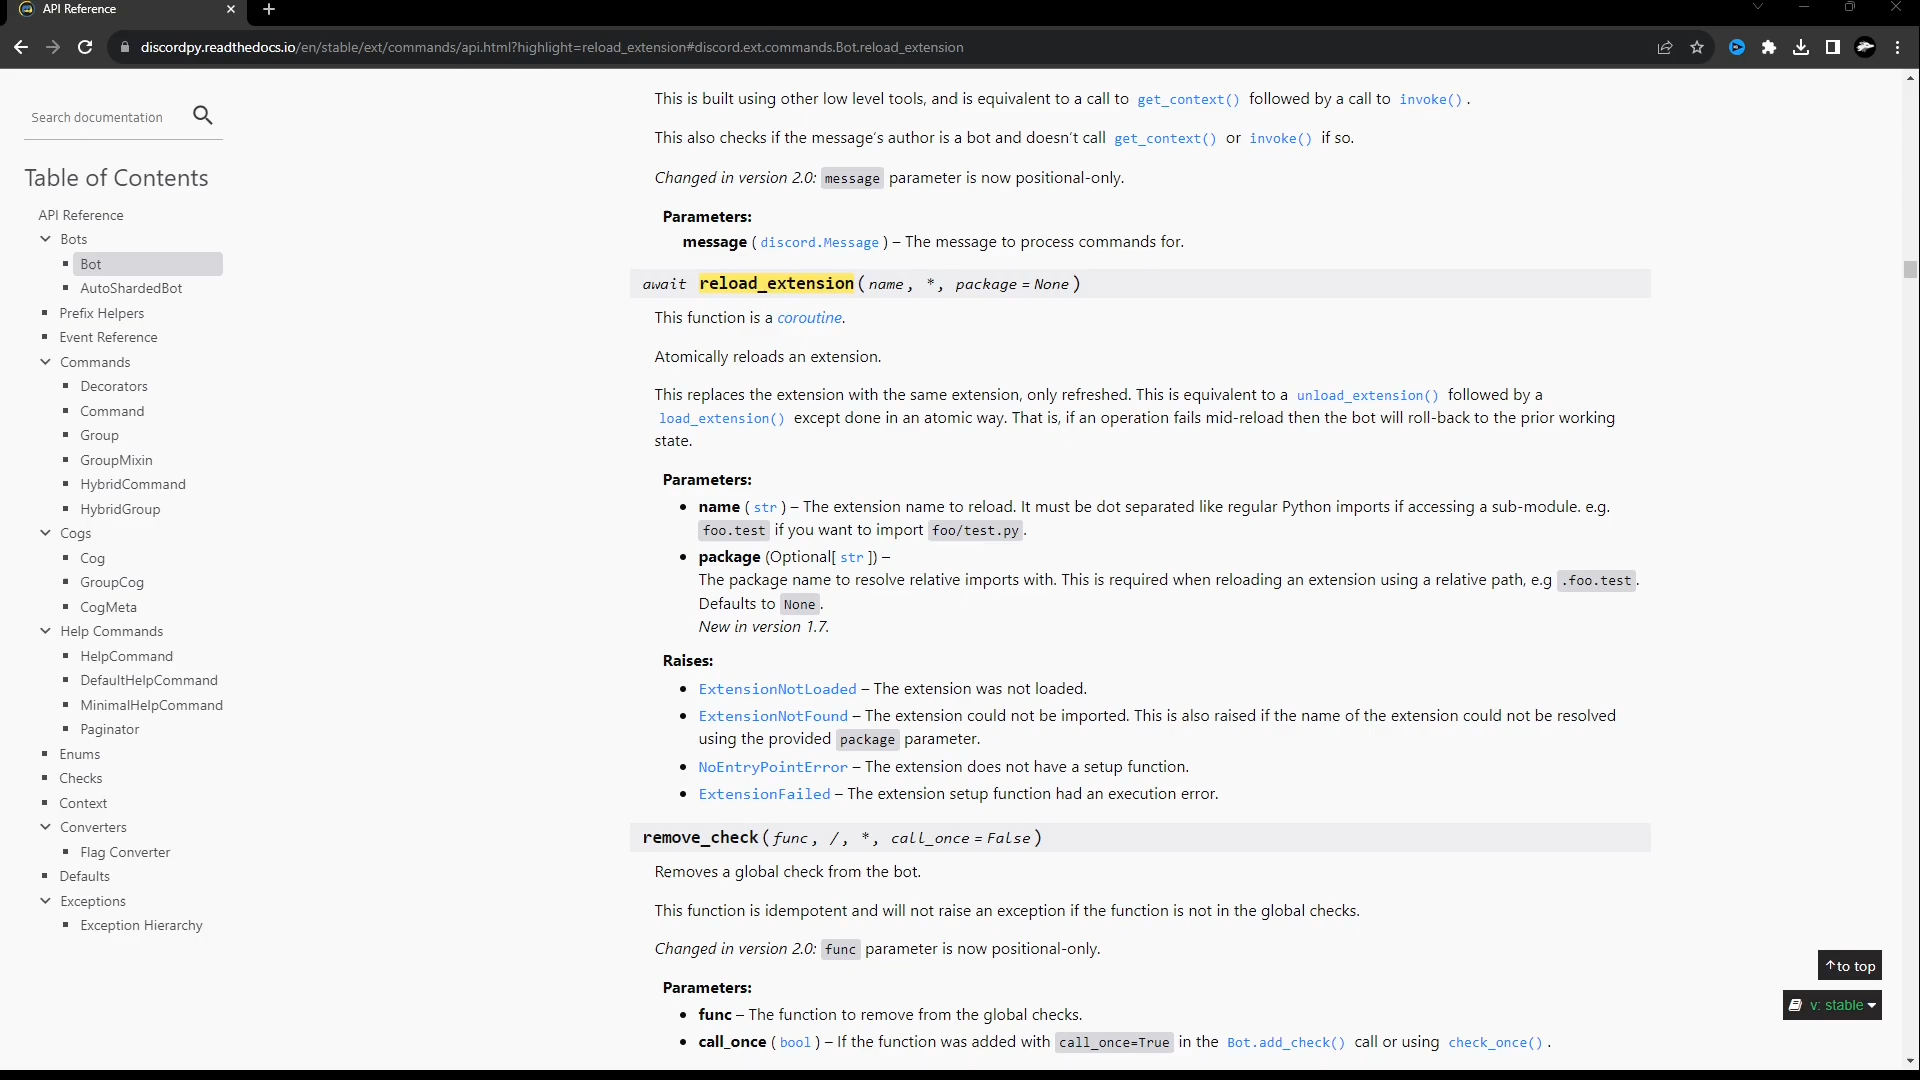 API Reference
discordpy.readthedocs.io/en/stable/ext/commands/api.html?highlight=reload_extension#discord.ext.commands.Bot.reload_extension
Search documentation
Table of Contents
API Reference
Bots
Bot
AutoShardedBot
Prefix Helpers
Event Reference
Commands
Decorators
Command
Group
GroupMixin
HybridCommand
HybridGroup
Cogs
Cog
GroupCog
CogMeta
Help Commands
HelpCommand
DefaultHelpCommand
MinimalHelpCommand
Paginator
Enums
Checks
Context
Converters
Flag Converter
Defaults
Exceptions
Exception Hierarchy
This is built using other low level tools, and is equivalent to a call to get_context() followed by a call to invoke() .
This also checks if the message’s author is a bot and doesn’t call get_context() or invoke() if so.
Changed in version 2.0: message parameter is now positional-only.
Parameters:
message ( discord.Message ) – The message to process commands for.
await reload_extension(name, *, package=None)
This function is a coroutine.
Atomically reloads an extension.
This replaces the extension with the same extension, only refreshed. This is equivalent to a unload_extension() followed by a
load_extension() except done in an atomic way. That is, if an operation fails mid-reload then the bot will roll-back to the prior working
state.
Parameters:
• name ( str ) – The extension name to reload. It must be dot separated like regular Python imports if accessing a sub-module. e.g.
foo.test if you want to import foo/test.py.
• package (Optional[ str ]) –
The package name to resolve relative imports with. This is required when reloading an extension using a relative path, e.g .foo.test.
Defaults to None.
New in version 1.7.
Raises:
• ExtensionNotLoaded – The extension was not loaded.
• ExtensionNotFound – The extension could not be imported. This is also raised if the name of the extension could not be resolved
using the provided package parameter.
• NoEntryPointError – The extension does not have a setup function.
• ExtensionFailed – The extension setup function had an execution error.
remove_check(func, /, *, call_once=False)
Removes a global check from the bot.
This function is idempotent and will not raise an exception if the function is not in the global checks.
Changed in version 2.0: func parameter is now positional-only.
Parameters:
• func – The function to remove from the global checks.
• call_once ( bool ) – If the function was added with call_once=True in the Bot.add_check() call or using check_once() .
↑to top
v: stable